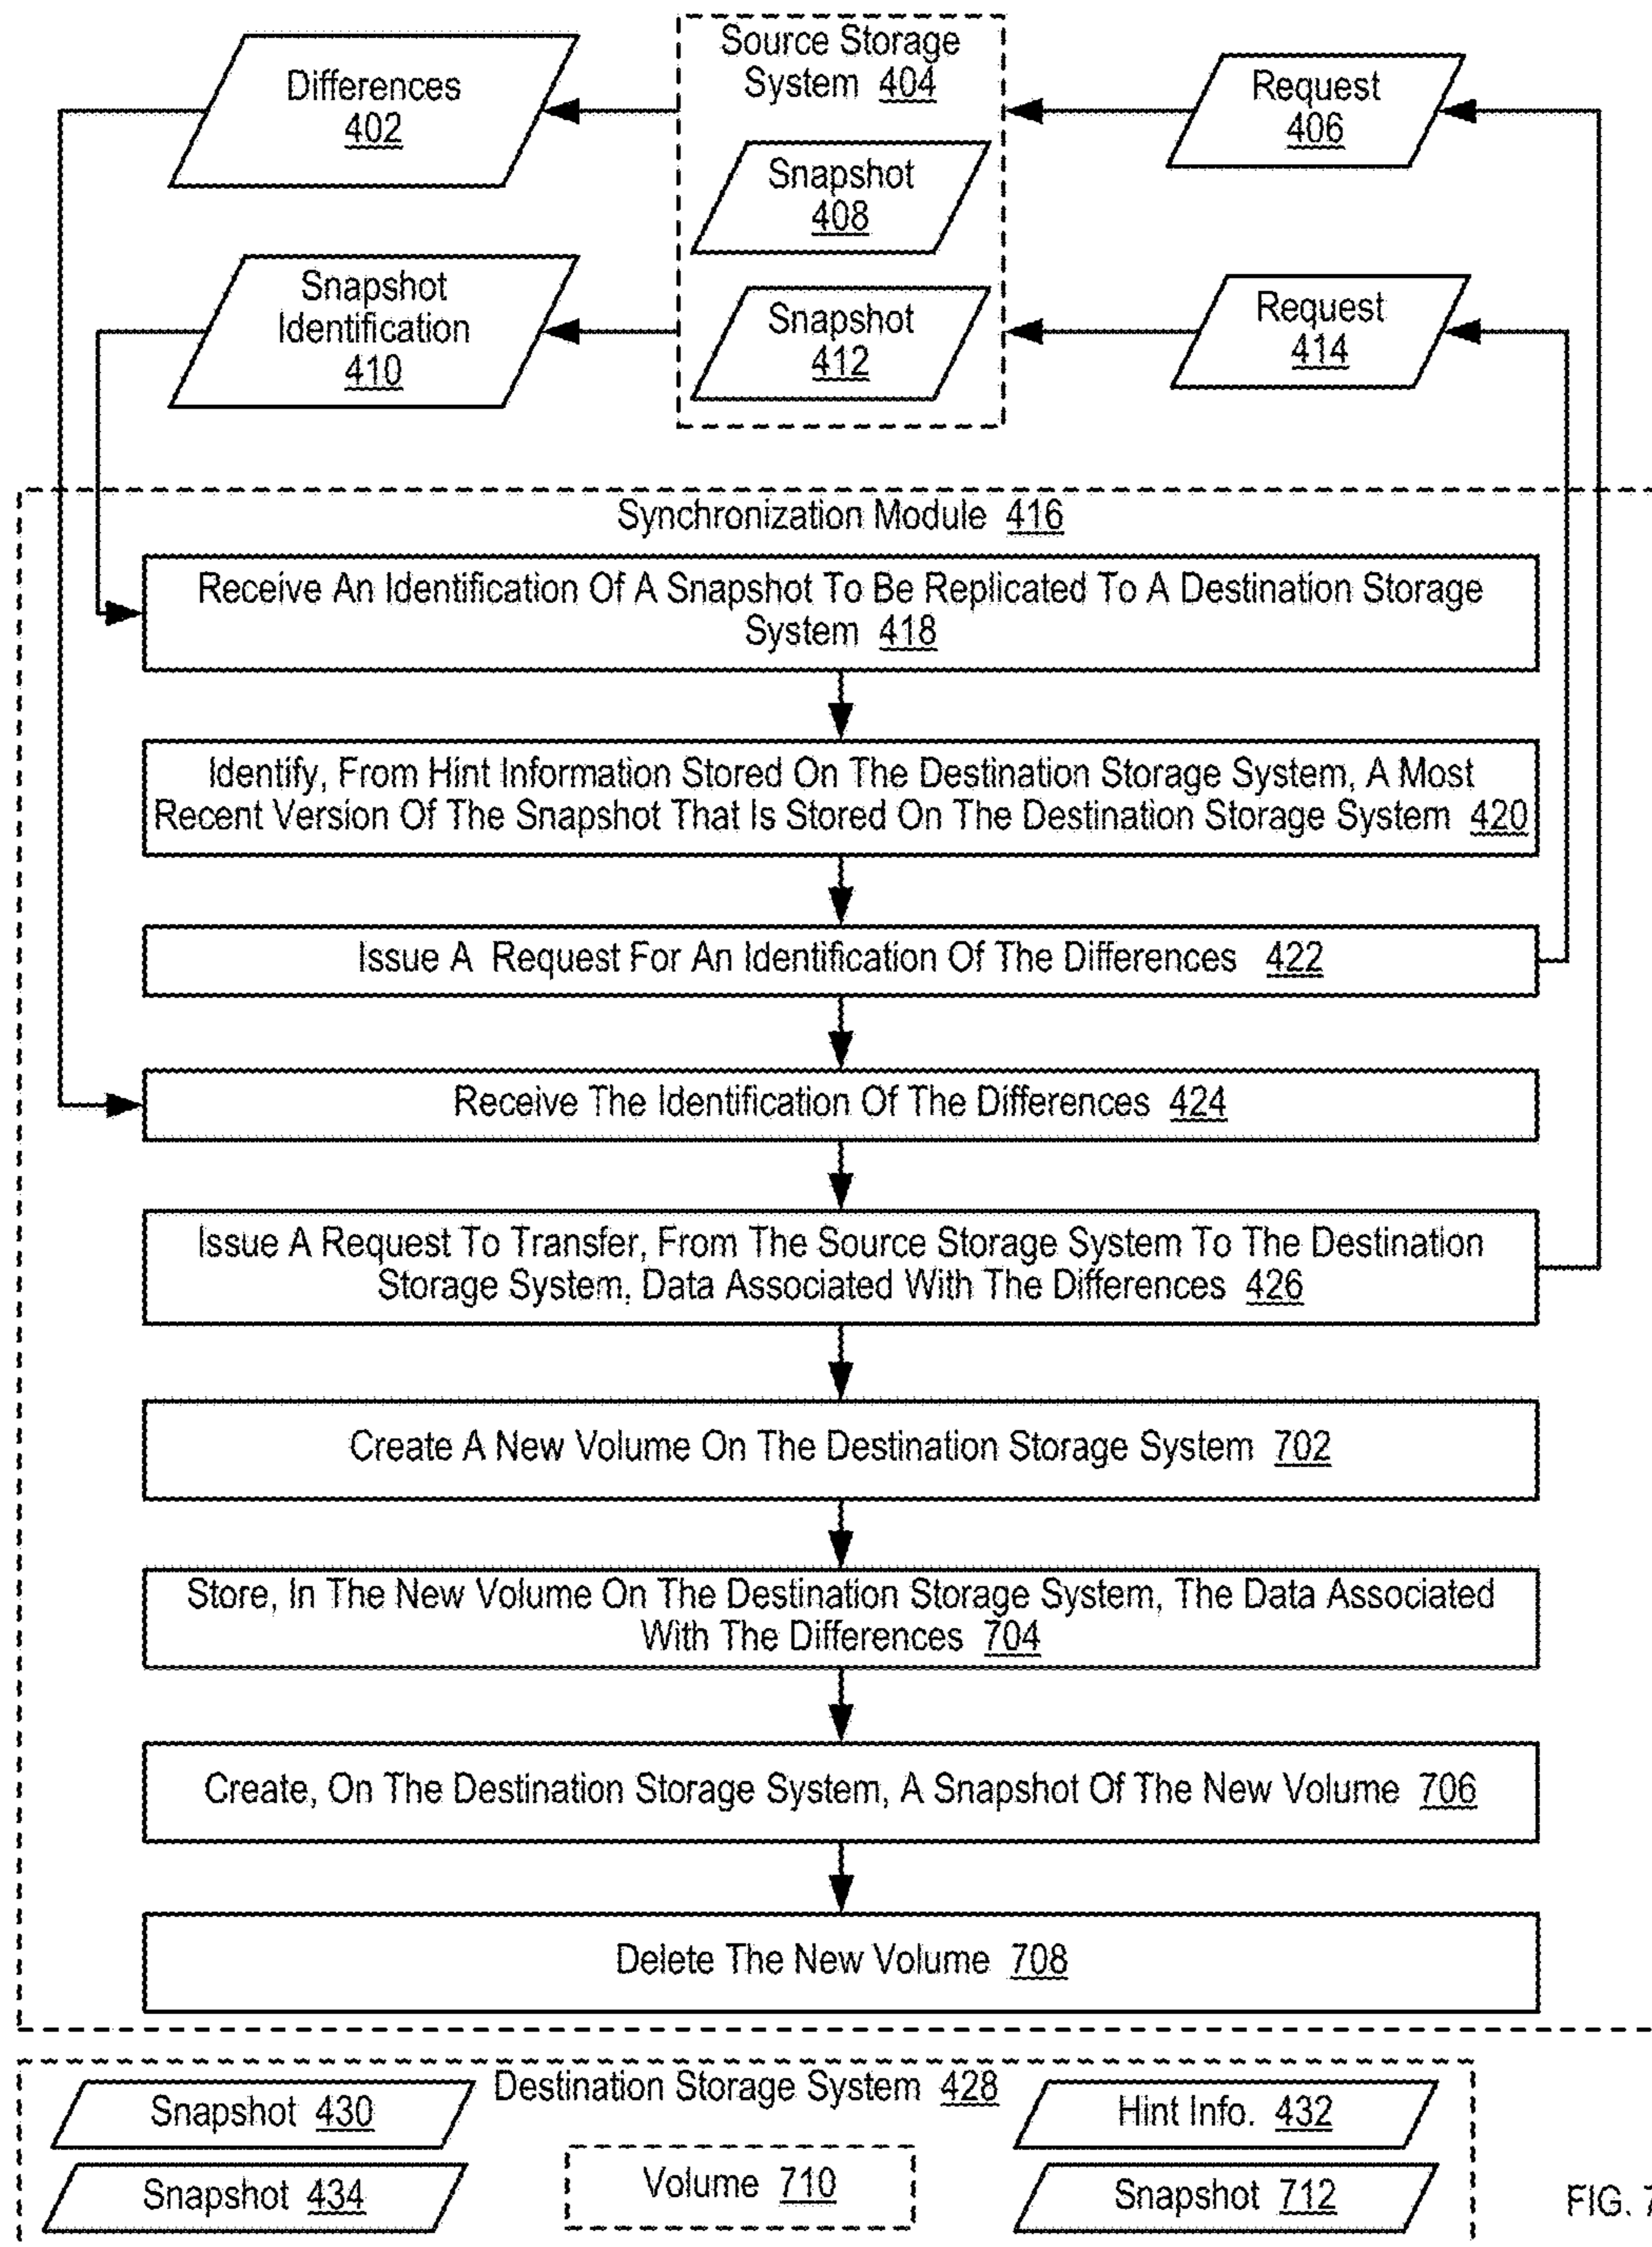 Differences
402
Source Storage
System 404
Request
406
Snapshot
408
Snapshot
Identification
410
Snapshot
412
Request
414
Synchronization Module 416
Receive An Identification Of A Snapshot To Be Replicated To A Destination Storage
System 418
Identify, From Hint Information Stored On The Destination Storage System, A Most
Recent Version Of The Snapshot That Is Stored On The Destination Storage System 420
Issue A Request For An Identification Of The Differences 422
Receive The Identification Of The Differences 424
Issue A Request To Transfer, From The Source Storage System To The Destination
Storage System, Data Associated With The Differences 426
Create A New Volume On The Destination Storage System 702
Store, In The New Volume On The Destination Storage System, The Data Associated
With The Differences 704
Create, On The Destination Storage System, A Snapshot Of The New Volume 706
Delete The New Volume 708
Destination Storage System 428
Snapshot 430
Hint Info. 432
Snapshot 434
Volume 710
Snapshot 712
FIG. 7